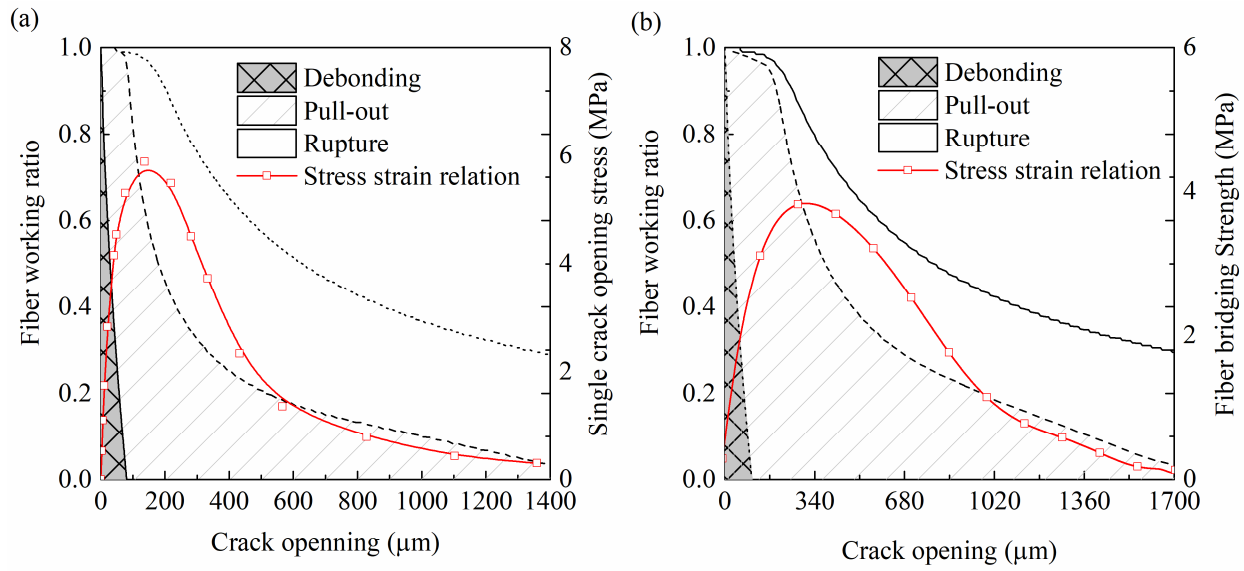 (a)
1.0
0.8
0.6
0.4
0.2
0.0
Fiber working ratio
Debonding
Pull-out
Rupture
Stress strain relation
8
6
4
2
0
Single crack opening stress (MPa)
0
200
400
600
800
1000
1200
1400
Crack openning (μm)
(b)
1.0
0.8
0.6
0.4
0.2
0.0
Fiber working ratio
Debonding
Pull-out
Rupture
Stress strain relation
6
4
2
0
Fiber bridging Strength (MPa)
0
340
680
1020
1360
1700
Crack opening (μm)